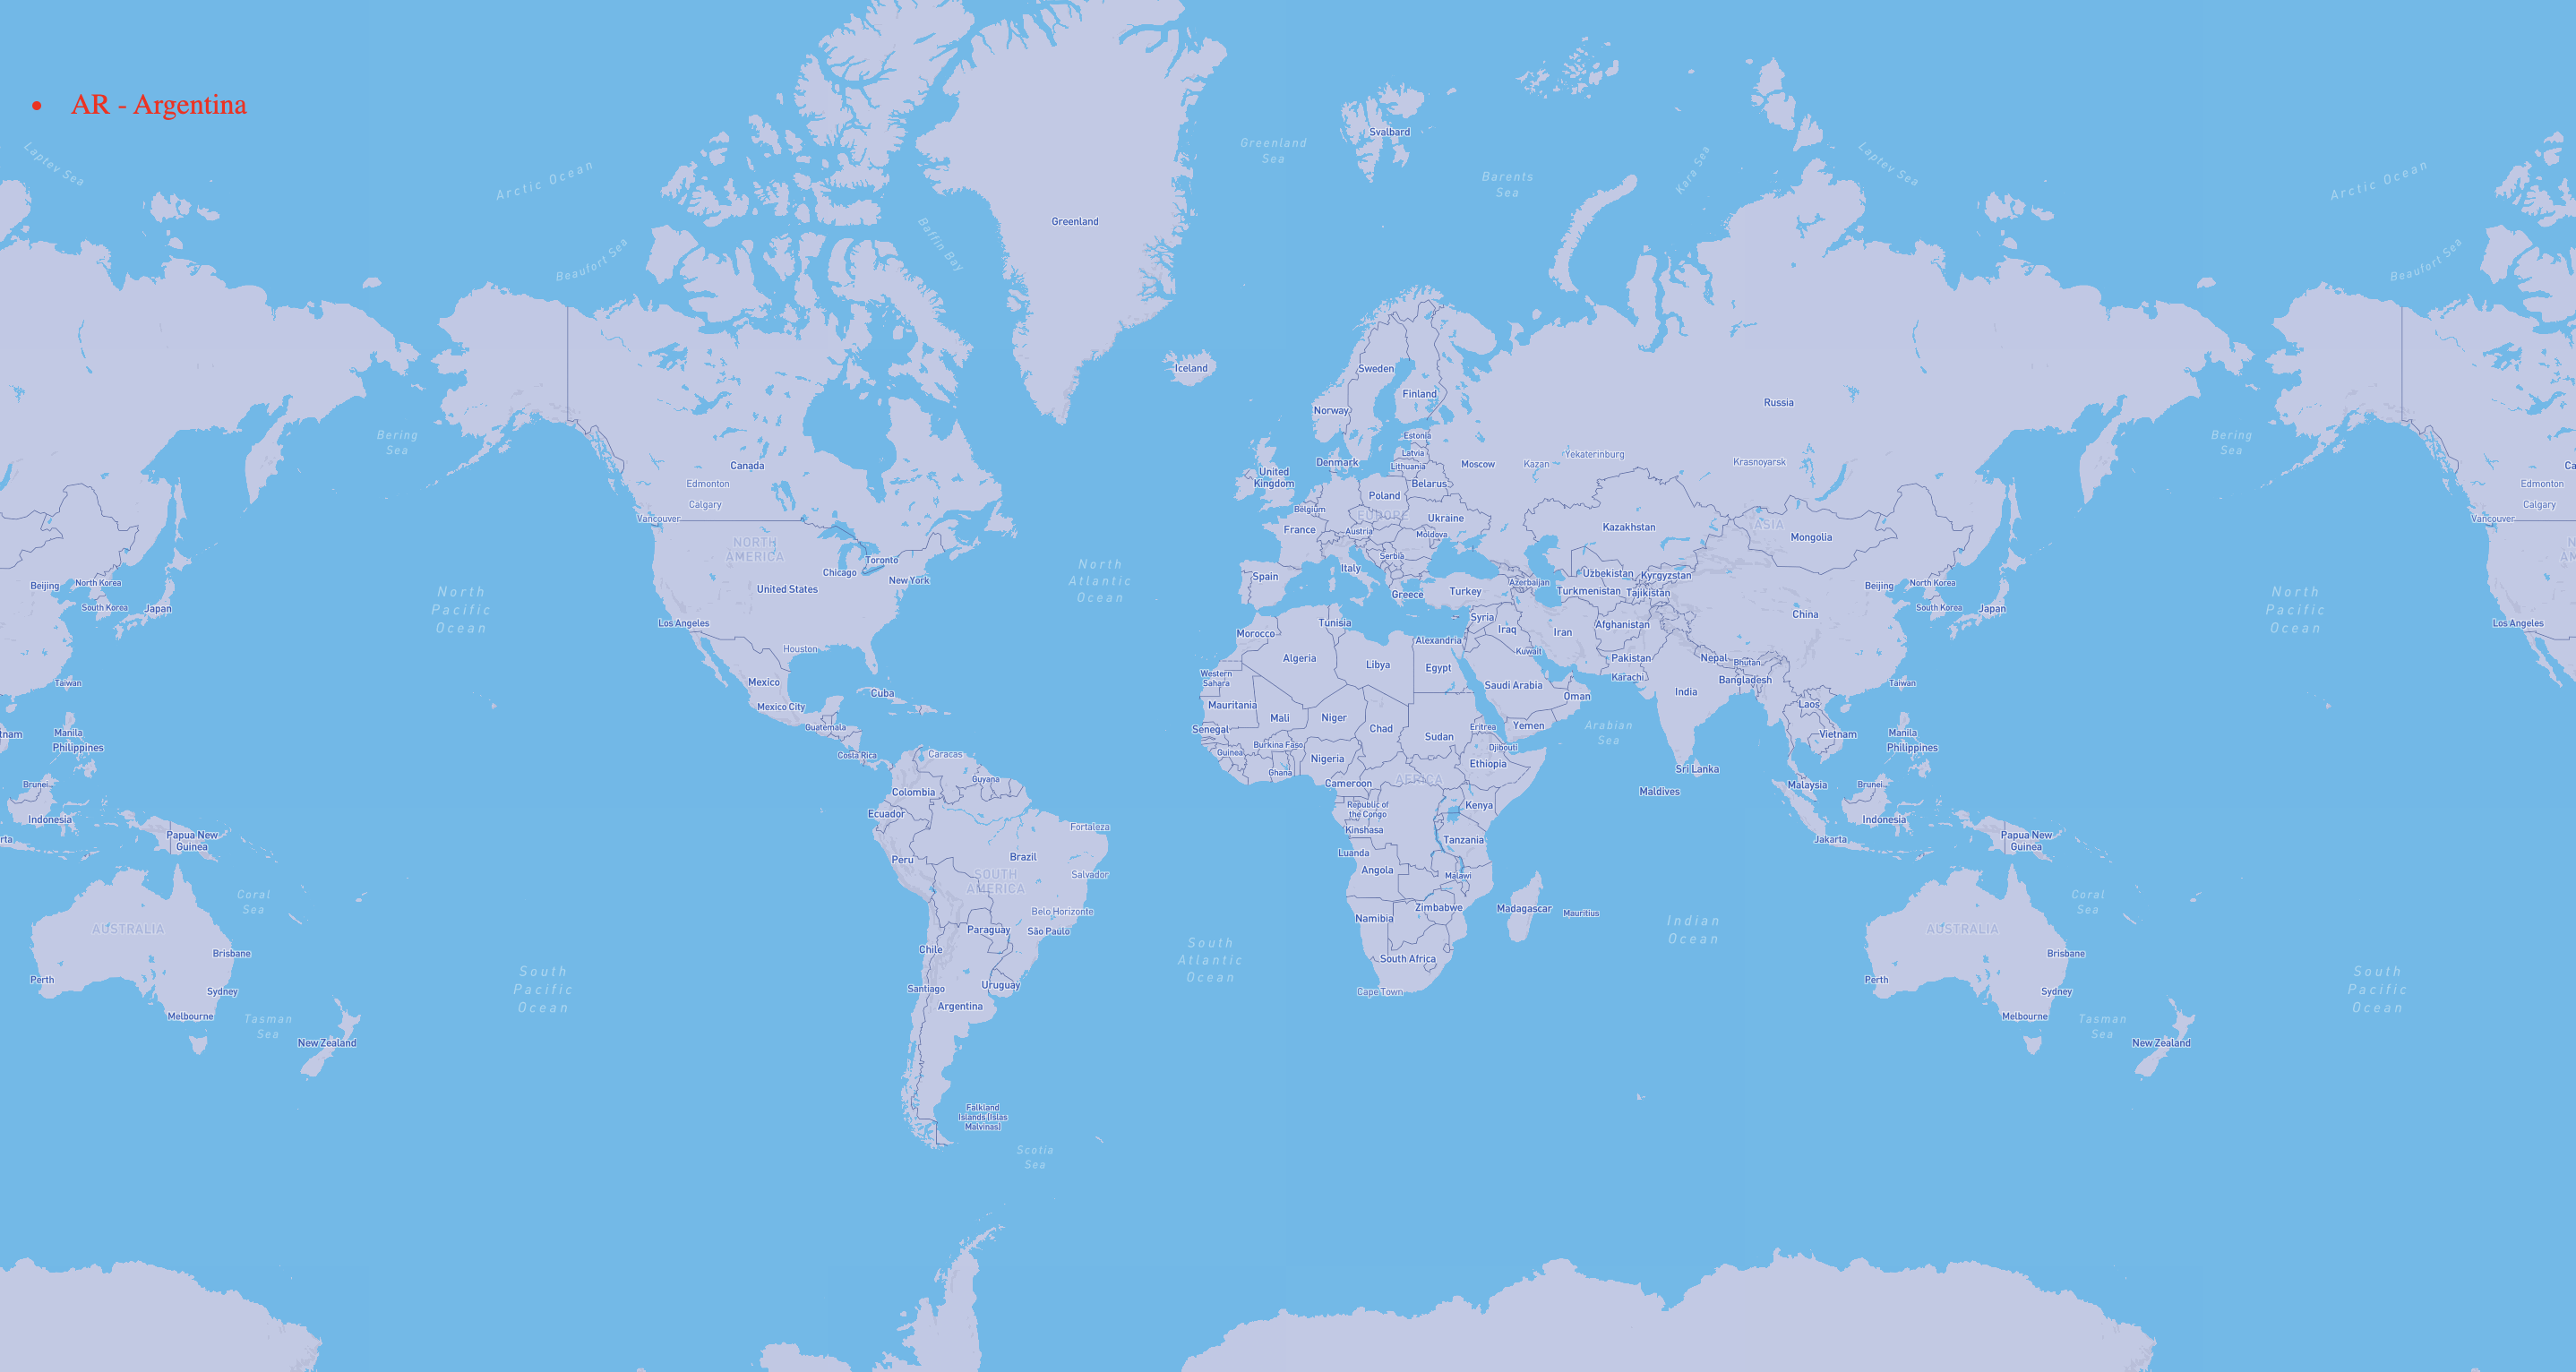 • AR - Argentina
Laptev Sea
Arctic Ocean
Beaufort Sea
Baffin Bay
Greenland
Greenland
Sea
Svalbard
Barents
Sea
Kara Sea
Laptev Sea
Arctic Ocean
Beaufort Sea
Iceland
Sweden
Finland
Norway
Russia
Bering
Sea
Canada
Edmonton
Calgary
Vancouver
United
Kingdom
Denmark
Estonia
Latvia
Lithuania
Belarus
Moscow
Kazan
Yekaterinburg
Krasnoyarsk
Bering
Sea
Ca
Edmonton
Calgary
Vancouver
Poland
Belgium
EUROPE
Ukraine
France
Austria
Moldova
Serbia
Italy
Spain
Greece
Turkey
Azerbaijan
Kazakhstan
ASIA
Mongolia
Uzbekistan
Kyrgyzstan
Turkmenistan
Tajikistan
NORTH
AMERICA
Toronto
Chicago
New York
United States
Los Angeles
Houston
North
Atlantic
Ocean
North
Pacific
Ocean
Beijing
North Korea
South Korea
Japan
Taiwan
Beijing
North Korea
South Korea
Japan
China
North
Pacific
Ocean
N
AM
Los Angeles
Morocco
Tunisia
Alexandria
Syria
Iraq
Iran
Afghanistan
Kuwait
Algeria
Libya
Egypt
Pakistan
Karachi
Nepal
Bhutan
Bangladesh
Western
Sahara
Saudi Arabia
Oman
India
Taiwan
Mexico
Mexico City
Cuba
Guatemala
Costa Rica
Mauritania
Mali
Niger
Chad
Sudan
Eritrea
Yemen
Djibouti
Arabian
Sea
Laos
Vietnam
Manila
Philippines
Senegal
Burkina Faso
Guinea
Ghana
Nigeria
Cameroon
AFRICA
Ethiopia
Sri Lanka
Maldives
Malaysia
Brunei
tnam
Manila
Philippines
Brunei
Indonesia
rta
Papua New
Guinea
Caracas
Guyana
Colombia
Ecuador
Peru
Brazil
Fortaleza
Salvador
SOUTH
AMERICA
Belo Horizonte
São Paulo
Paraguay
Chile
Santiago
Uruguay
Argentina
Falkland
Islands (Islas
Malvinas)
Scotia
Sea
Republic of
the Congo
Kinshasa
Kenya
Tanzania
Luanda
Angola
Malawi
Zimbabwe
Namibia
Madagascar
Mauritius
South Africa
Cape Town
Indian
Ocean
South
Atlantic
Ocean
Indonesia
Jakarta
Papua New
Guinea
Coral
Sea
AUSTRALIA
Brisbane
Perth
Sydney
Melbourne
Tasman
Sea
New Zealand
South
Pacific
Ocean
Coral
Sea
AUSTRALIA
Brisbane
Perth
Sydney
Melbourne
Tasman
Sea
New Zealand
South
Pacific
Ocean